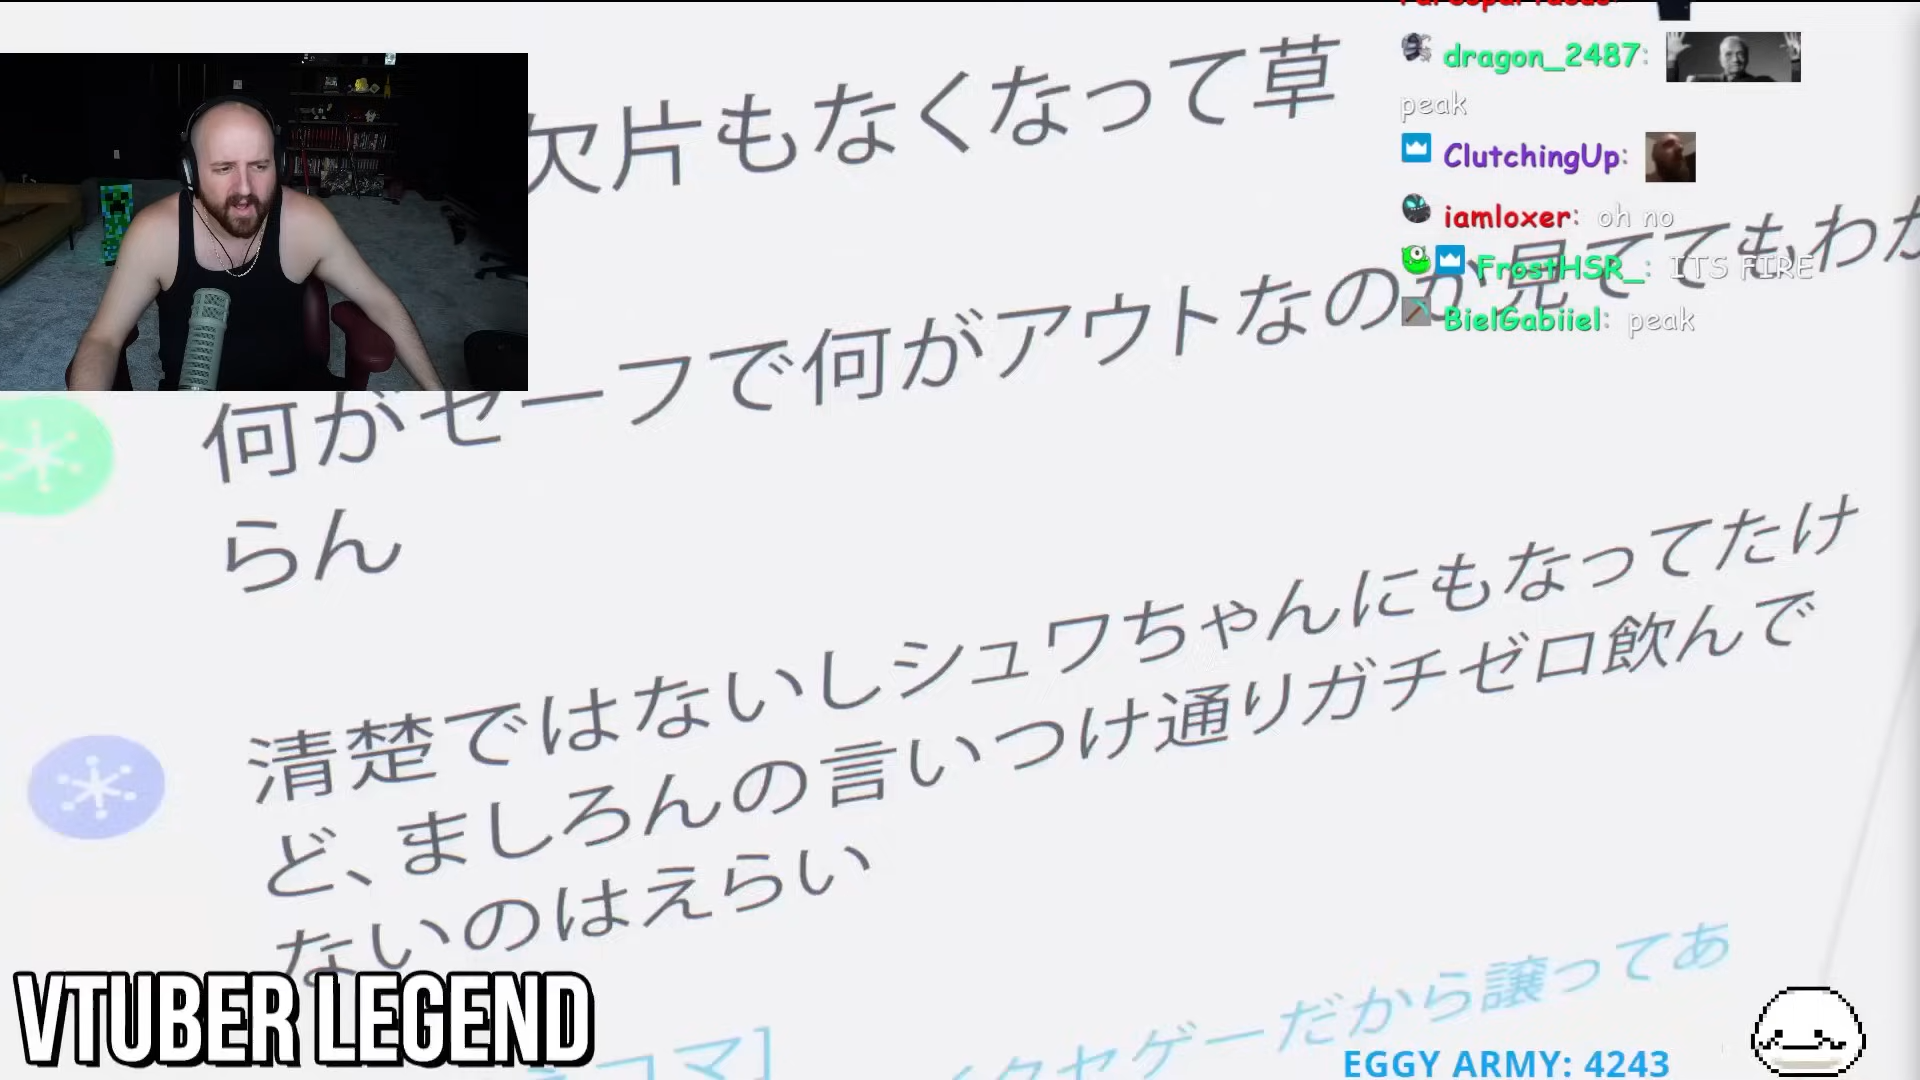 dragon_2487:
peak
ClutchingUp:
iamloxer: oh no
FrostHSR_: ITS FIRE
BielGabiiel: peak
欠片もなくなって草
何がセーフで何がアウトなのか見ててもわか
らん
清楚ではないしシュワちゃんにもなってたけ
ど、ましろんの言いつけ通りガチゼロ飲んで
ないのはえらい
ゲーだから譲ってあ
コマ]
VTUBER LEGEND
EGGY ARMY: 4243